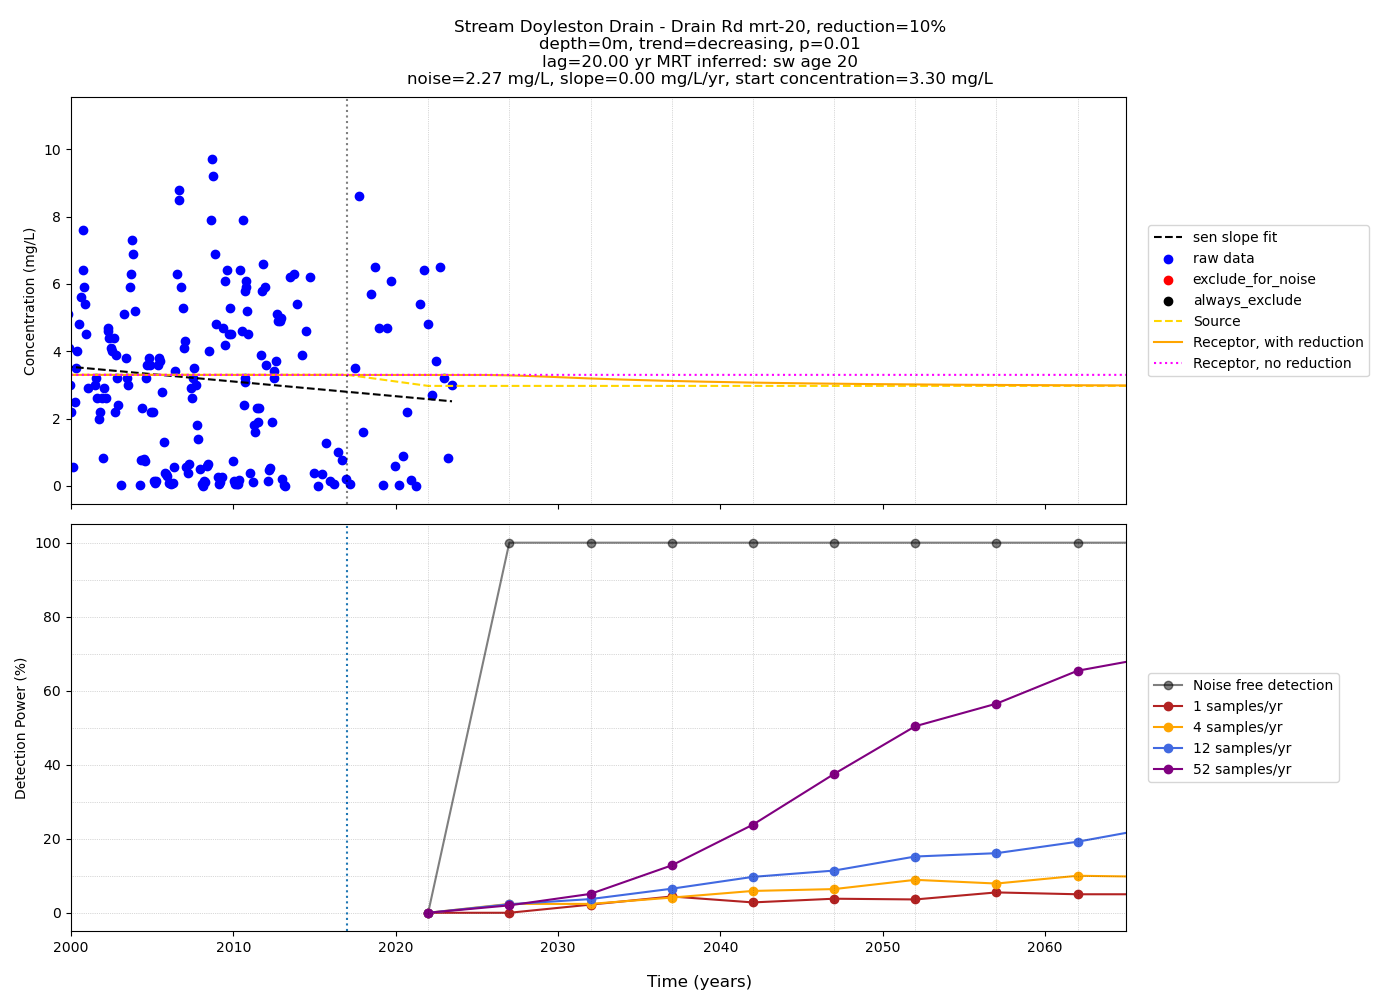 Stream Doyleston Drain - Drain Rd mrt-20, reduction=10%
depth=0m, trend=decreasing, p=0.01
lag=20.00 yr MRT inferred: sw age 20
noise=2.27 mg/L, slope=0.00 mg/L/yr, start concentration=3.30 mg/L
Concentration (mg/L)
10
8
6
4
2
0
sen slope fit
raw data
exclude_for_noise
always_exclude
Source
Receptor, with reduction
Receptor, no reduction
Detection Power (%)
100
80
60
40
20
0
Noise free detection
1 samples/yr
4 samples/yr
12 samples/yr
52 samples/yr
2000 2010 2020 2030 2040 2050 2060
Time (years)